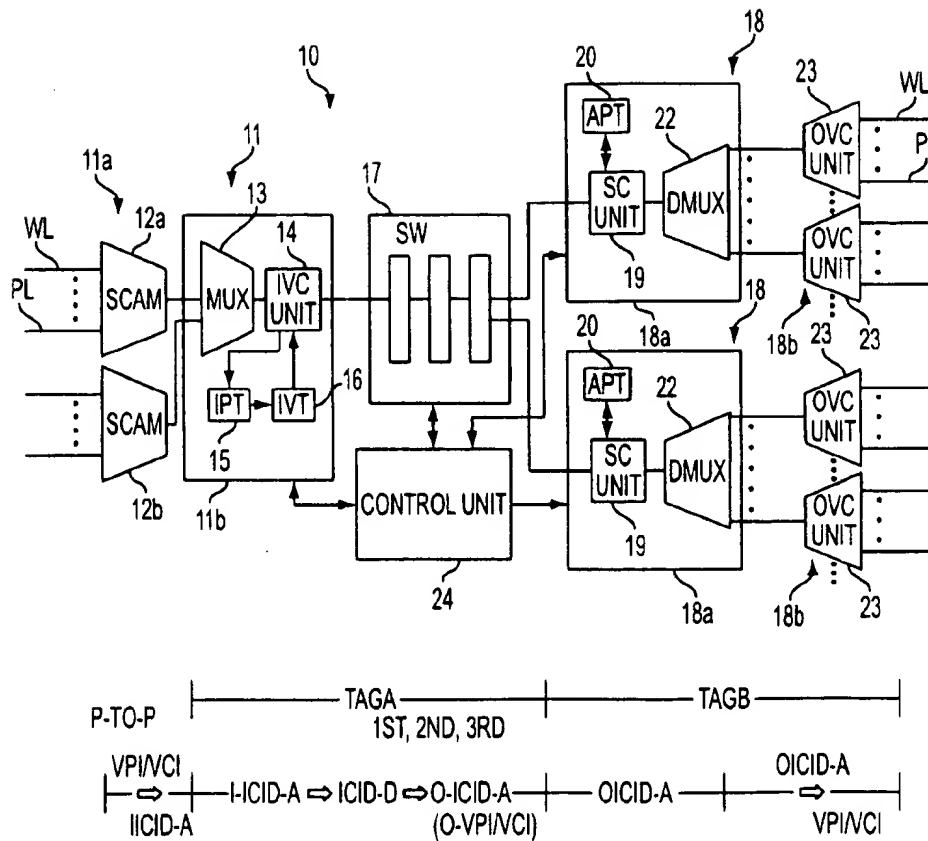 10
18
20
APT
23
WL
OVC
UNIT
P
22
11
11a
13
17
SC
UNIT
DMUX
12a
14
SW
WL
SCAM
MUX
IVC
UNIT
19
OVC
UNIT
PL
18a
18
18b
23
20
APT
23
16
IPT
IVT
22
OVC
UNIT
SCAM
15
SC
UNIT
DMUX
CONTROL UNIT
OVC
UNIT
12b
11b
19
24
18a
18b
23
TAGA
TAGB
P-TO-P
1ST, 2ND, 3RD
VPI/VCI
OICID-A
I-ICID-A ⇨ ICID-D ⇨ O-ICID-A
OICID-A
⇨
⇨
IICID-A
(O-VPI/VCI)
VPI/VCI